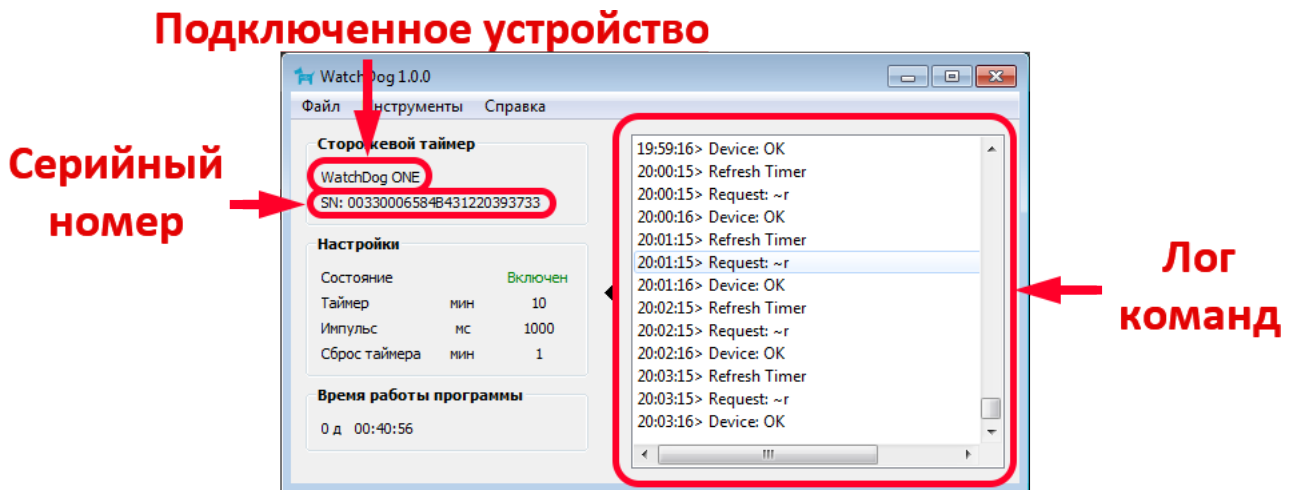 Подключенное устройство
WatchDog 1.0.0
Файл Инструменты Справка
Сторожевой таймер
WatchDog ONE
SN: 00330006584B431220393733
Серийный
номер
Настройки
Состояние Включен
Таймер мин 10
Импульс мс 1000
Сброс таймера мин 1
Время работы программы
0 д 00:40:56
19:59:16> Device: OK
20:00:15> Refresh Timer
20:00:15> Request: ~r
20:00:16> Device: OK
20:01:15> Refresh Timer
20:01:15> Request: ~r
20:01:16> Device: OK
20:02:15> Refresh Timer
20:02:15> Request: ~r
20:02:16> Device: OK
20:03:15> Refresh Timer
20:03:15> Request: ~r
20:03:16> Device: OK
Лог
команд